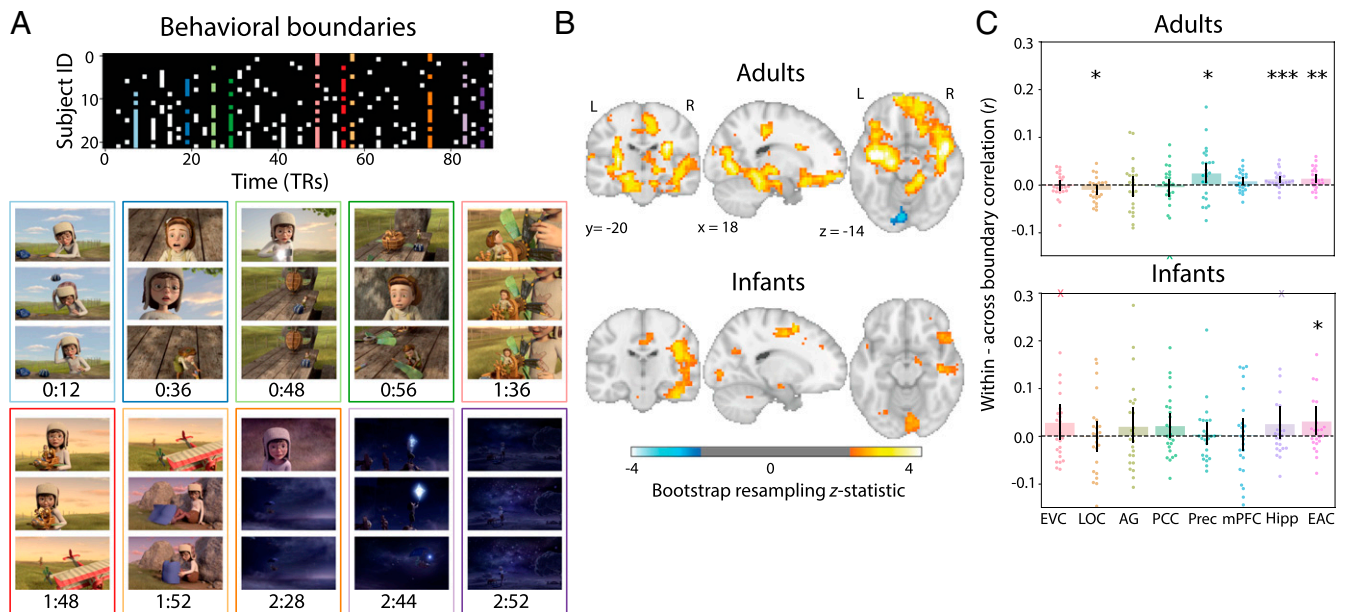 A
Behavioral boundaries
Subject ID
0
10
20
0 20 40 60 80
Time (TRs)
0:12 0:36 0:48 0:56 1:36
1:48 1:52 2:28 2:44 2:52
B
Adults
L R L R
y= -20 x = 18 z = -14
Infants
-4 0 4
Bootstrap resampling z-statistic
C
Adults
Within - across boundary correlation (r)
0.3
0.2
0.1
0.0
-0.1
* * *** **
x
Infants
x x
0.3
0.2
0.1
0.0
-0.1
*
EVC LOC AG PCC Prec mPFC Hipp EAC